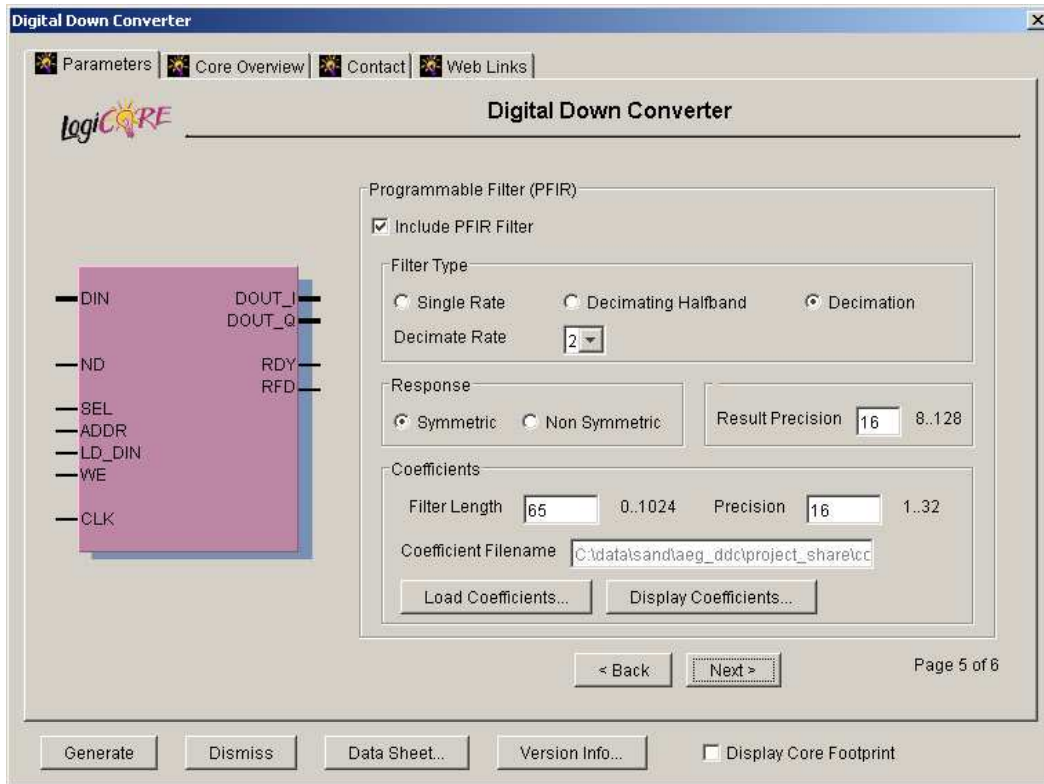 Digital Down Converter
Parameters Core Overview Contact Web Links
LogiCORE
Digital Down Converter
Programmable Filter (PFIR)
Include PFIR Filter
Filter Type
Single Rate Decimating Halfband Decimation
Decimate Rate 2
Response
Symmetric Non Symmetric
Result Precision 16 8..128
Coefficients
Filter Length 65 0..1024 Precision 16 1..32
Coefficient Filename C:\data\sand\aeg_ddc\project_share\cc
Load Coefficients... Display Coefficients...
DIN DOUT_I
DOUT_Q
ND RDY
RFD
SEL
ADDR
LD_DIN
WE
CLK
< Back Next > Page 5 of 6
Generate Dismiss Data Sheet... Version Info... Display Core Footprint